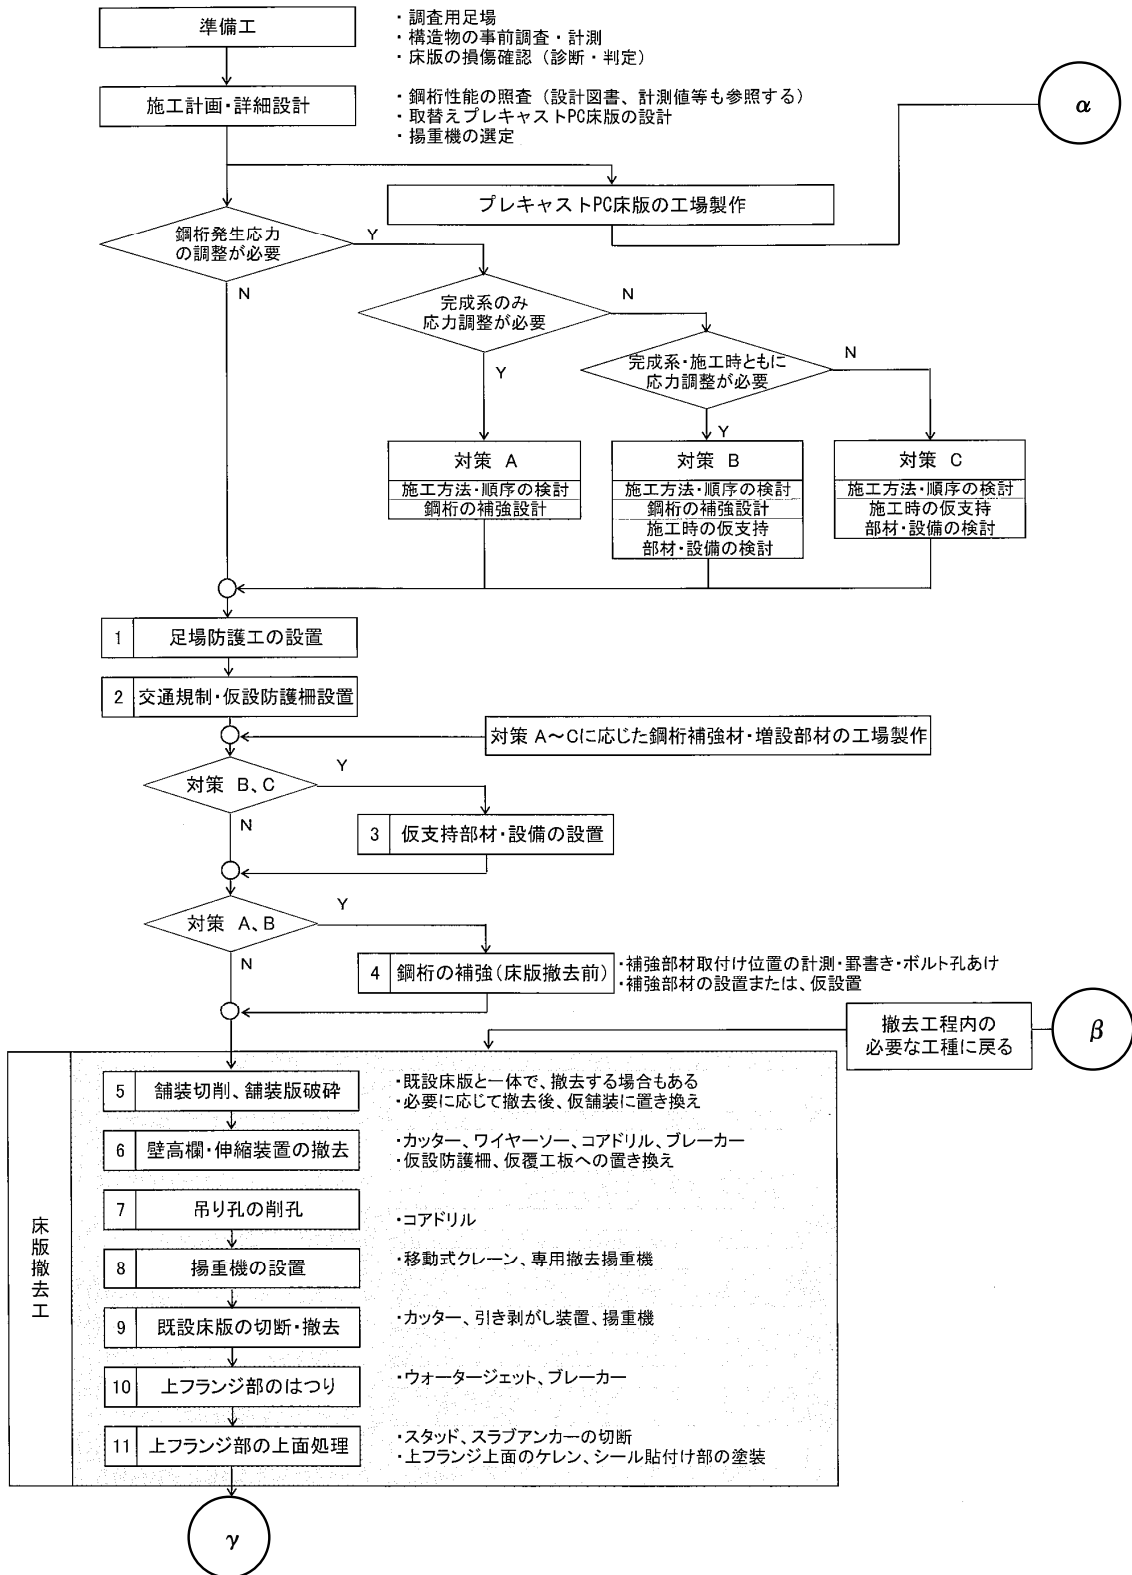 準備工
・調査用足場
・構造物の事前調査・計測
・床版の損傷確認（診断・判定）
施工計画・詳細設計
・鋼桁性能の照査（設計図書、計測値等も参照する）
・取替えプレキャストPC床版の設計
・揚重機の選定
α
プレキャストPC床版の工場製作
鋼桁発生応力
の調整が必要
Y
N
完成系のみ
応力調整が必要
N
Y
完成系・施工時ともに
応力調整が必要
N
Y
対策 A
施工方法・順序の検討
鋼桁の補強設計
対策 B
施工方法・順序の検討
鋼桁の補強設計
施工時の仮支持
部材・設備の検討
対策 C
施工方法・順序の検討
施工時の仮支持
部材・設備の検討
1 足場防護工の設置
2 交通規制・仮設防護柵設置
対策 A～Cに応じた鋼桁補強材・増設部材の工場製作
対策 B、C
Y
N
3 仮支持部材・設備の設置
対策 A、B
Y
N
4 鋼桁の補強（床版撤去前）
・補強部材取付け位置の計測・罫書き・ボルト孔あけ
・補強部材の設置または、仮設置
撤去工程内の
必要な工種に戻る
β
床版撤去工
5 舗装切削、舗装版破砕
・既設床版と一体で、撤去する場合もある
・必要に応じて撤去後、仮舗装に置き換え
6 壁高欄・伸縮装置の撤去
・カッター、ワイヤーソー、コアドリル、ブレーカー
・仮設防護柵、仮覆工板への置き換え
7 吊り孔の削孔
・コアドリル
8 揚重機の設置
・移動式クレーン、専用撤去揚重機
9 既設床版の切断・撤去
・カッター、引き剥がし装置、揚重機
10 上フランジ部のはつり
・ウォータージェット、ブレーカー
11 上フランジ部の上面処理
・スタッド、スラブアンカーの切断
・上フランジ上面のケレン、シール貼付け部の塗装
γ